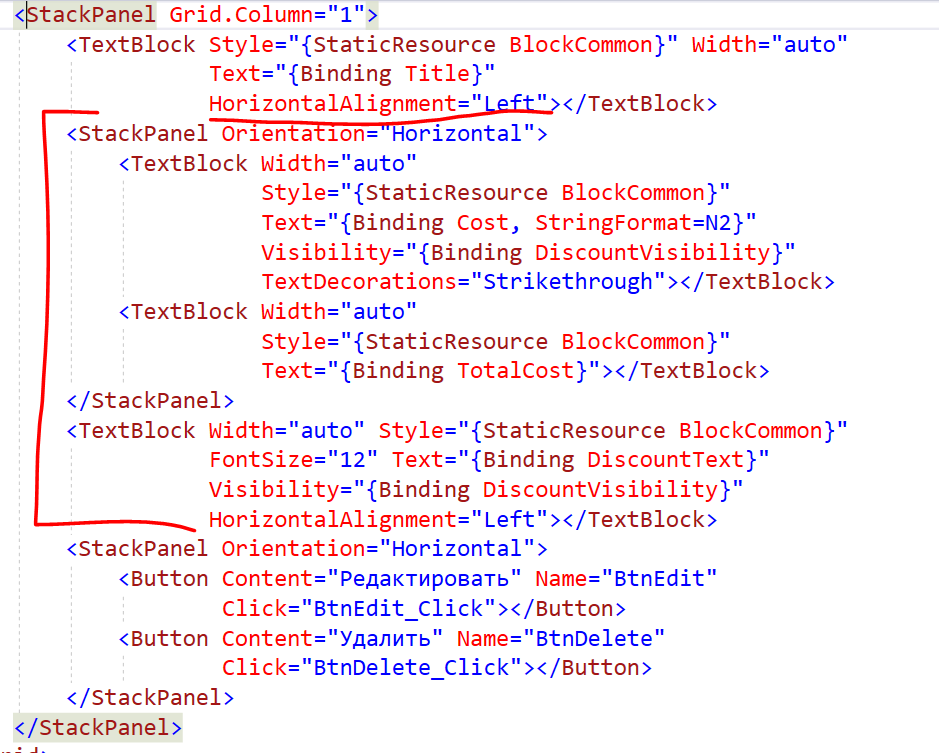 <StackPanel Grid.Column="1">
<TextBlock Style="{StaticResource BlockCommon}" Width="auto"
Text="{Binding Title}"
HorizontalAlignment="Left"></TextBlock>
<StackPanel Orientation="Horizontal">
<TextBlock Width="auto"
Style="{StaticResource BlockCommon}"
Text="{Binding Cost, StringFormat=N2}"
Visibility="{Binding DiscountVisibility}"
TextDecorations="Strikethrough"></TextBlock>
<TextBlock Width="auto"
Style="{StaticResource BlockCommon}"
Text="{Binding TotalCost}"></TextBlock>
</StackPanel>
<TextBlock Width="auto" Style="{StaticResource BlockCommon}"
FontSize="12" Text="{Binding DiscountText}"
Visibility="{Binding DiscountVisibility}"
HorizontalAlignment="Left"></TextBlock>
<StackPanel Orientation="Horizontal">
<Button Content="Редактировать" Name="BtnEdit"
Click="BtnEdit_Click"></Button>
<Button Content="Удалить" Name="BtnDelete"
Click="BtnDelete_Click"></Button>
</StackPanel>
</StackPanel>